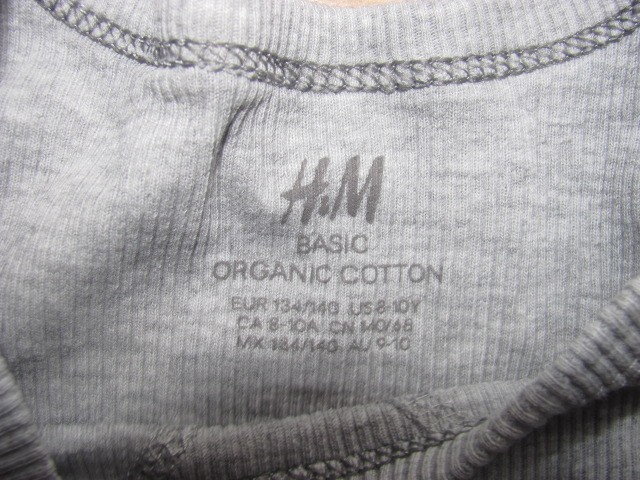 H&M
BASIC
ORGANIC COTTON
EUR 134/140 US 8-10Y
CA 8-10A CN 140/68
MX 134/140 AU 9-10